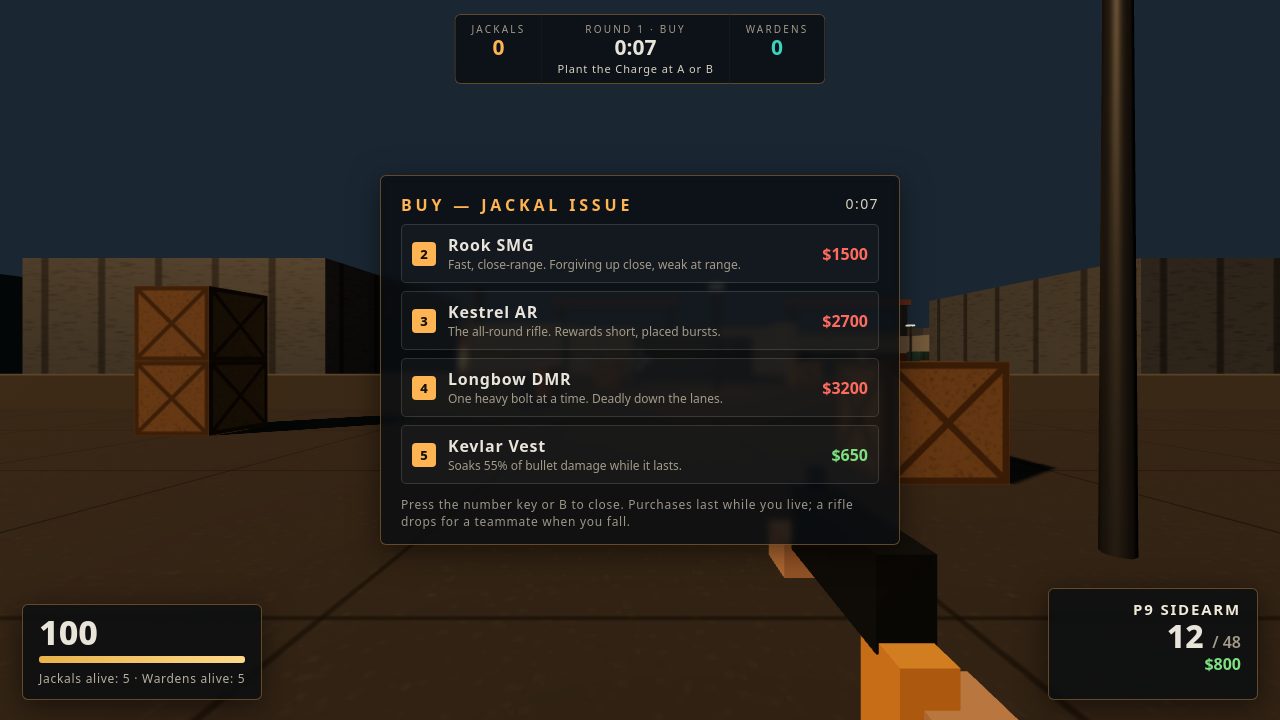 JACKALS
0
ROUND 1 · BUY
0:07
Plant the Charge at A or B
WARDENS
0
BUY — JACKAL ISSUE
0:07
2
Rook SMG
Fast, close-range. Forgiving up close, weak at range.
$1500
3
Kestrel AR
The all-round rifle. Rewards short, placed bursts.
$2700
4
Longbow DMR
One heavy bolt at a time. Deadly down the lanes.
$3200
5
Kevlar Vest
Soaks 55% of bullet damage while it lasts.
$650
Press the number key or B to close. Purchases last while you live; a rifle
drops for a teammate when you fall.
100
Jackals alive: 5 · Wardens alive: 5
P9 SIDEARM
12 / 48
$800